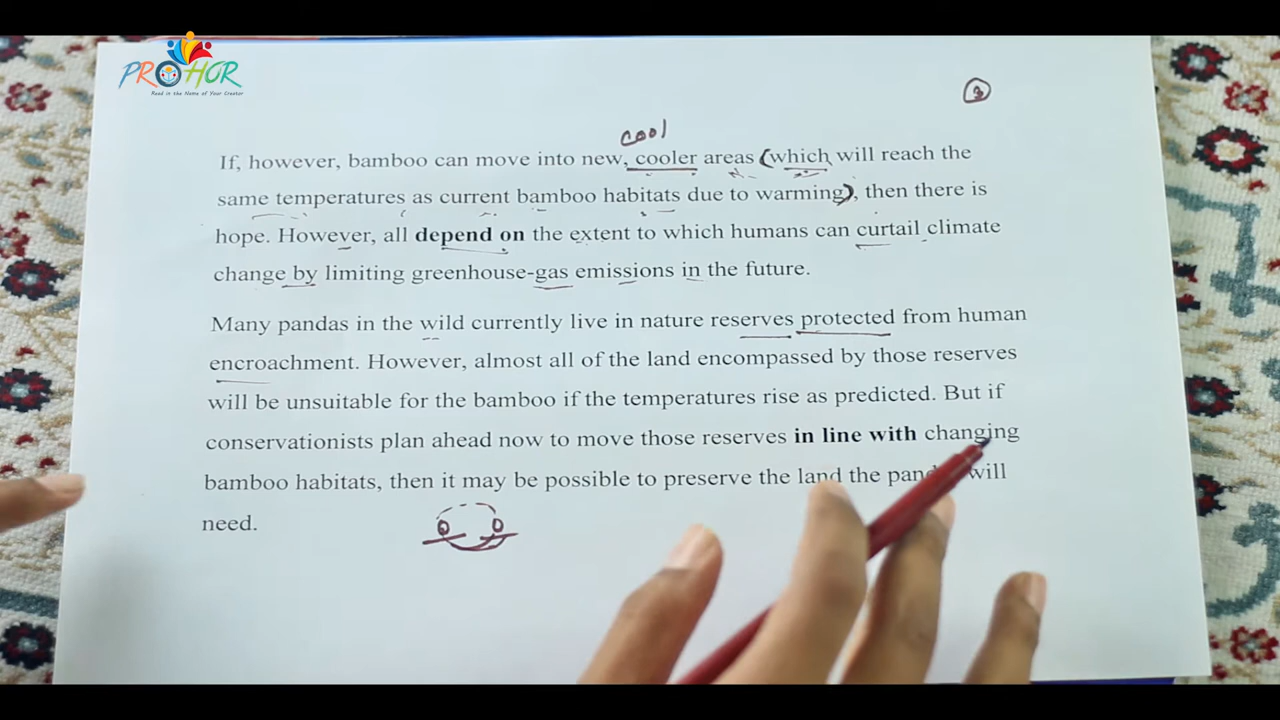 PROHOR
Read in the Name of Your Creator
3
cool
If, however, bamboo can move into new, cooler areas (which will reach the
same temperatures as current bamboo habitats due to warming), then there is
hope. However, all depend on the extent to which humans can curtail climate
change by limiting greenhouse-gas emissions in the future.
Many pandas in the wild currently live in nature reserves protected from human
encroachment. However, almost all of the land encompassed by those reserves
will be unsuitable for the bamboo if the temperatures rise as predicted. But if
conservationists plan ahead now to move those reserves in line with changing
bamboo habitats, then it may be possible to preserve the land the will
need.